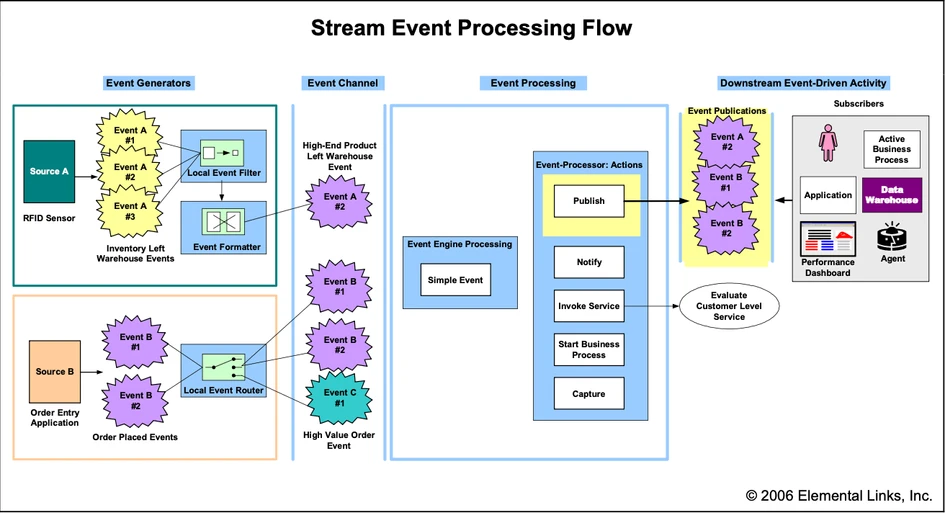 Stream Event Processing Flow
Event Generators
Event Channel
Event Processing
Downstream Event-Driven Activity
Source A
RFID Sensor
Event A
#1
Event A
#2
Event A
#3
Inventory Left
Warehouse Events
Local Event Filter
Event Formatter
Source B
Order Entry
Application
Event B
#1
Event B
#2
Order Placed Events
Local Event Router
High-End Product
Left Warehouse
Event
Event A
#2
Event B
#1
Event B
#2
Event C
#1
High Value Order
Event
Event Engine Processing
Simple Event
Event-Processor: Actions
Publish
Notify
Invoke Service
Start Business
Process
Capture
Event Publications
Event A
#2
Event B
#1
Event B
#2
Evaluate
Customer Level
Service
Subscribers
Active
Business
Process
Application
Data
Warehouse
Performance
Dashboard
Agent
© 2006 Elemental Links, Inc.